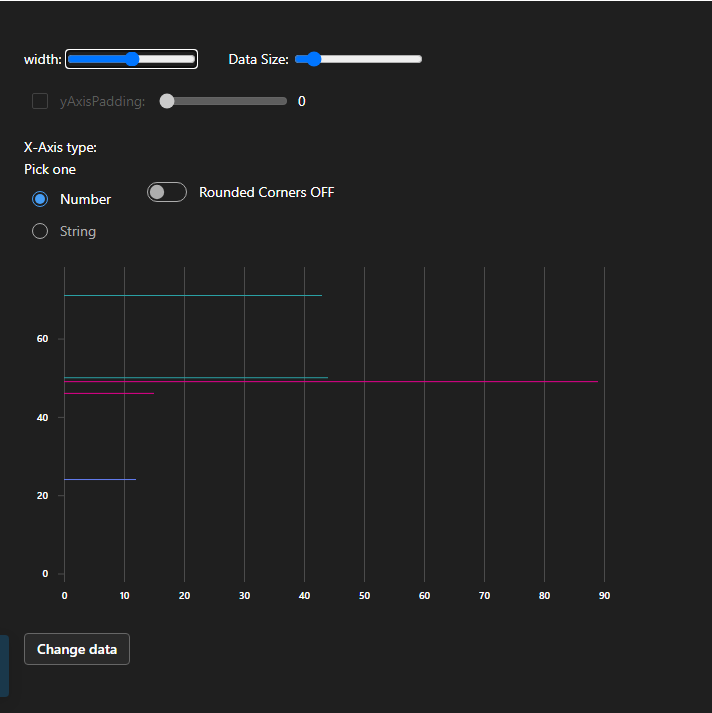 width: Data Size:
yAxisPadding: 0
X-Axis type:
Pick one
Number Rounded Corners OFF
String
60
40
20
0
0 10 20 30 40 50 60 70 80 90
Change data